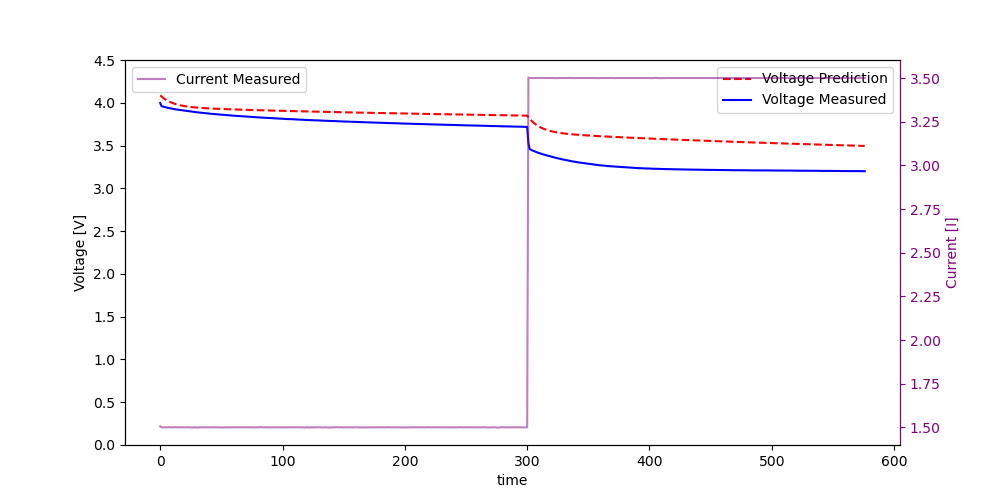 Current Measured
Voltage Prediction
Voltage Measured
4.5
4.0
3.5
3.0
2.5
2.0
1.5
1.0
0.5
0.0
Voltage [V]
3.50
3.25
3.00
2.75
2.50
2.25
2.00
1.75
1.50
Current [I]
0 100 200 300 400 500 600
time